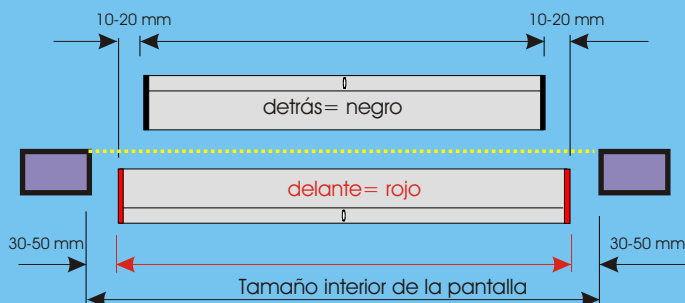 10-20 mm
10-20 mm
detrás= negro
delante= rojo
30-50 mm
30-50 mm
Tamaño interior de la pantalla